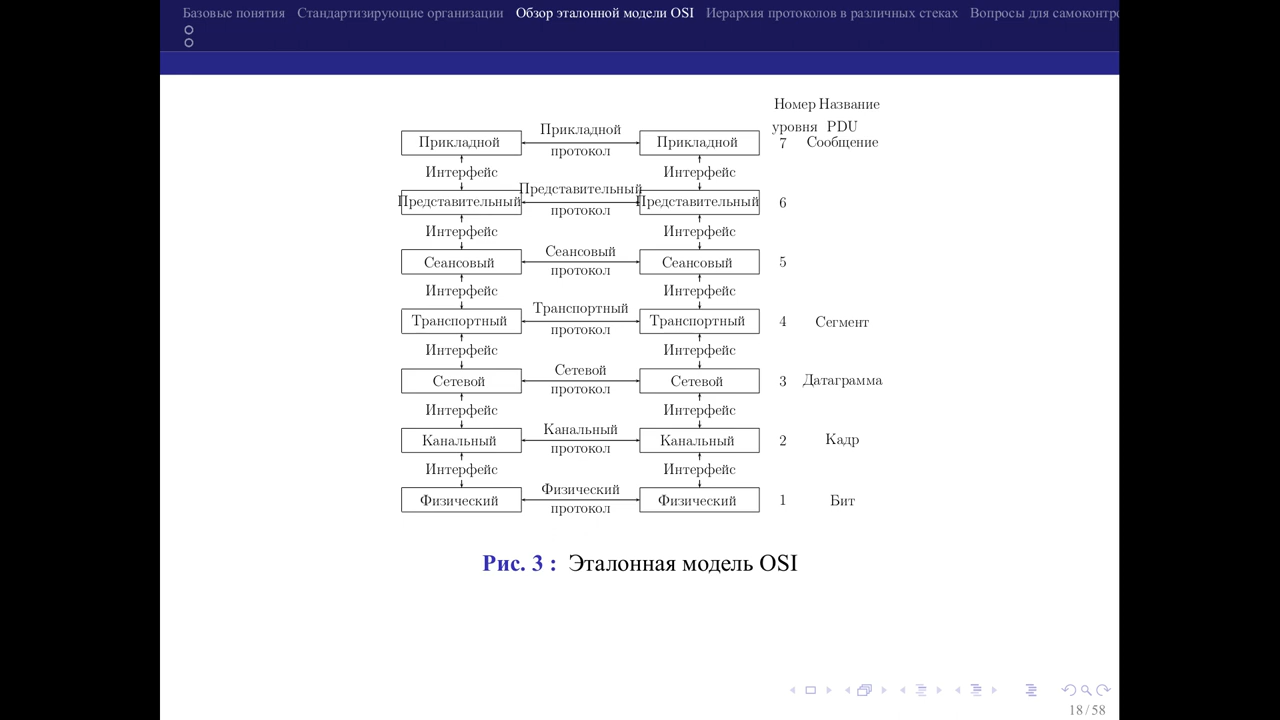 Базовые понятия Стандартизирующие организации Обзор эталонной модели OSI Иерархия протоколов в различных стеках Вопросы для самоконтро
Номер Название
уровня PDU
Прикладной Прикладной протокол Прикладной 7 Сообщение
Интерфейс Интерфейс
Представительный Представительный протокол Представительный 6
Интерфейс Интерфейс
Сеансовый Сеансовый протокол Сеансовый 5
Интерфейс Интерфейс
Транспортный Транспортный протокол Транспортный 4 Сегмент
Интерфейс Интерфейс
Сетевой Сетевой протокол Сетевой 3 Датаграмма
Интерфейс Интерфейс
Канальный Канальный протокол Канальный 2 Кадр
Интерфейс Интерфейс
Физический Физический протокол Физический 1 Бит
Рис. 3 : Эталонная модель OSI
18 / 58